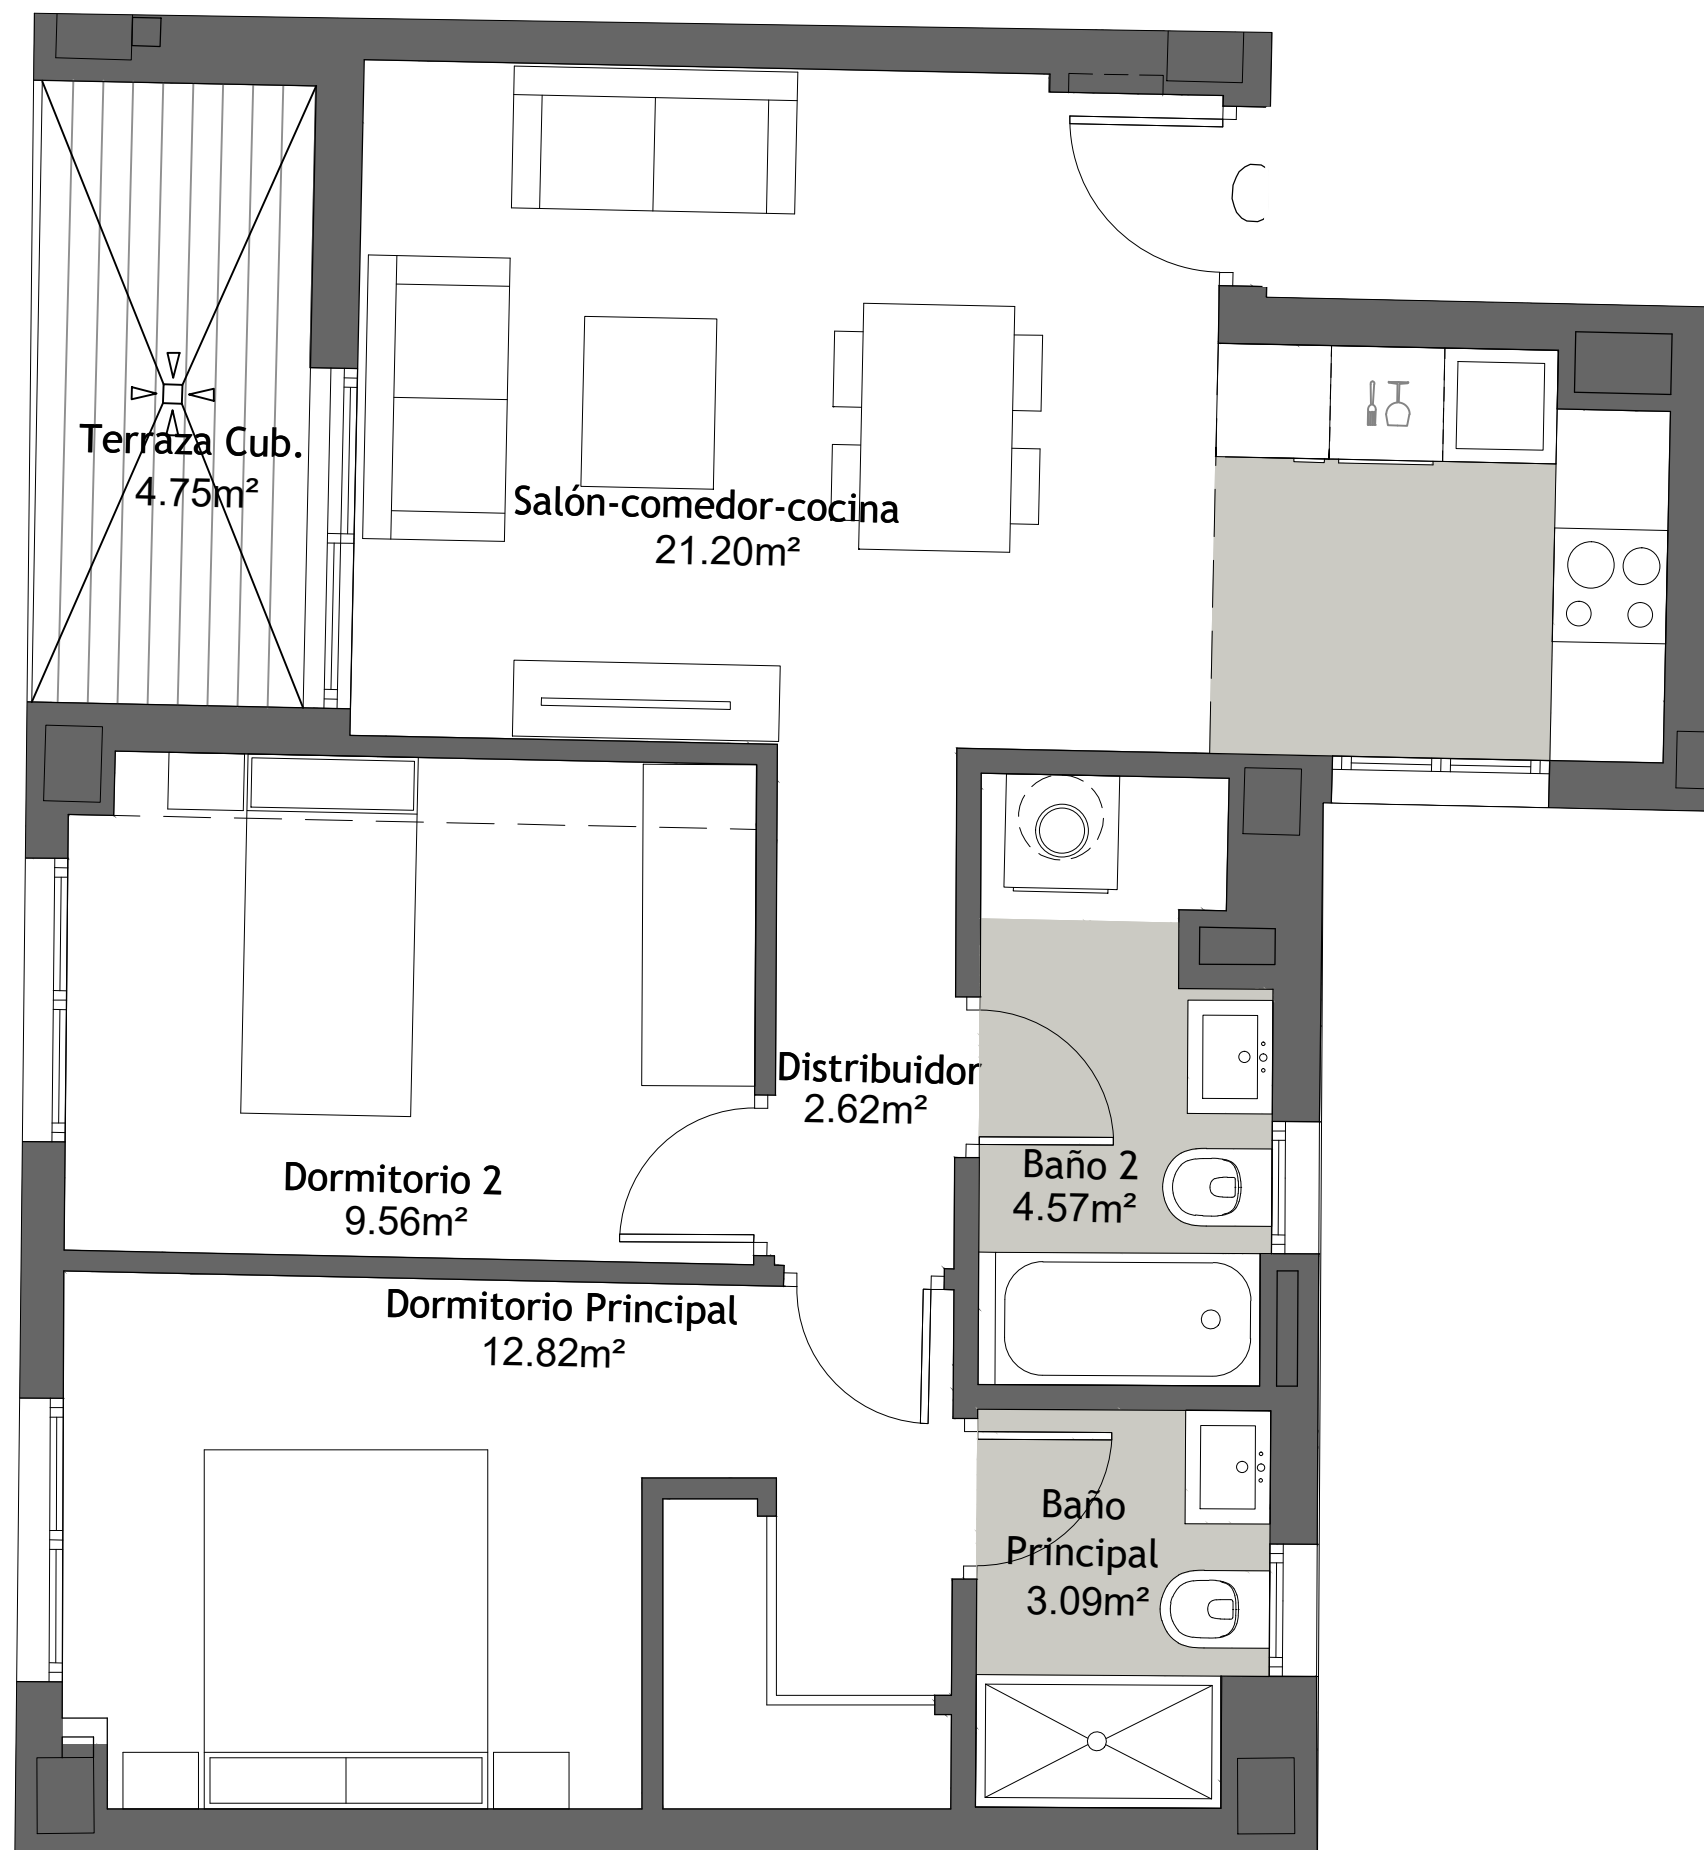 Terraza Cub.
4.75m²
Salón-comedor-cocina
21.20m²
Distribuidor
2.62m²
Dormitorio 2
9.56m²
Baño 2
4.57m²
Dormitorio Principal
12.82m²
Baño
Principal
3.09m²